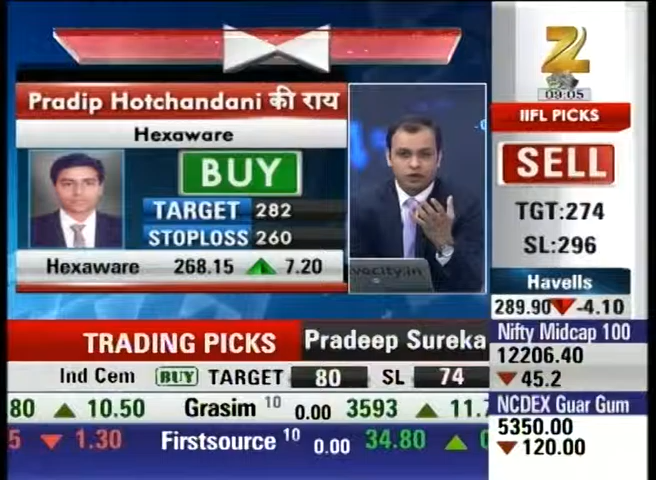 Pradip Hotchandani की राय
Hexaware
BUY
TARGET 282
STOPLOSS 260
Hexaware 268.15 7.20
vocity.in
09:05
IIFL PICKS
SELL
TGT:274
SL:296
Havells
289.90 -4.10
Nifty Midcap 100
12206.40
45.2
NCDEX Guar Gum
5350.00
120.00
TRADING PICKS Pradeep Sureka
Ind Cem BUY TARGET 80 SL 74
80 10.50 Grasim 10 0.00 3593 11.7
5 1.30 Firstsource 10 0.00 34.80